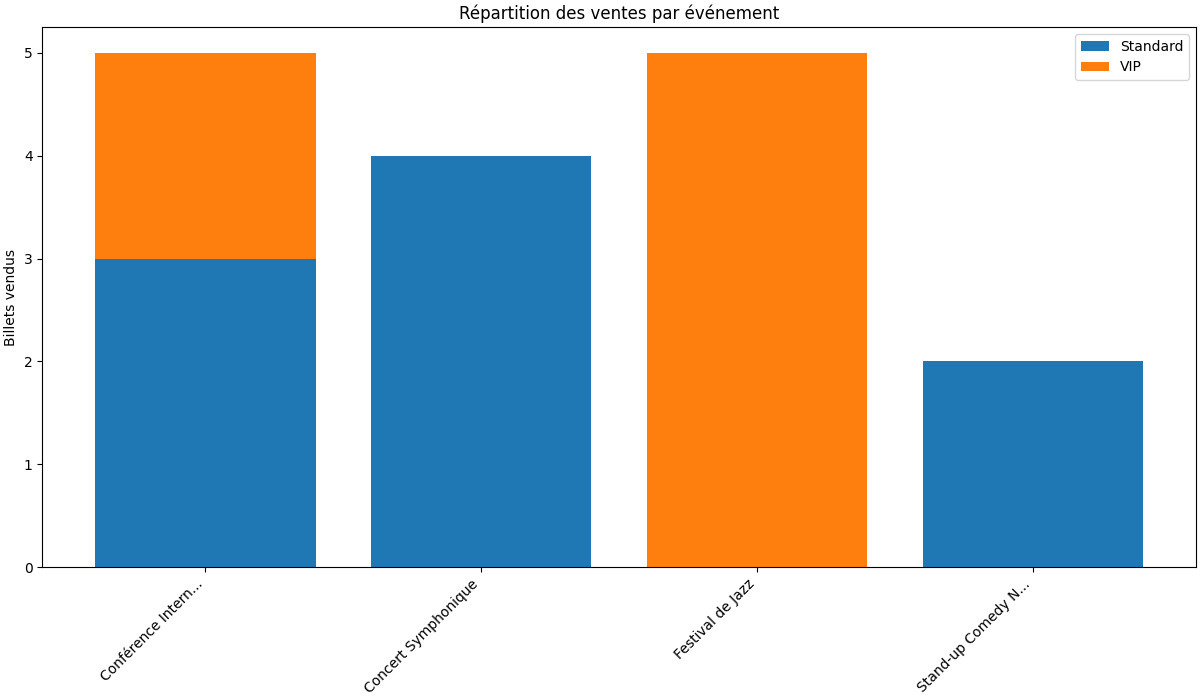 Répartition des ventes par événement
Standard
VIP
Billets vendus
5
4
3
2
1
0
Conférence Intern...
Concert Symphonique
Festival de Jazz
Stand-up Comedy N...